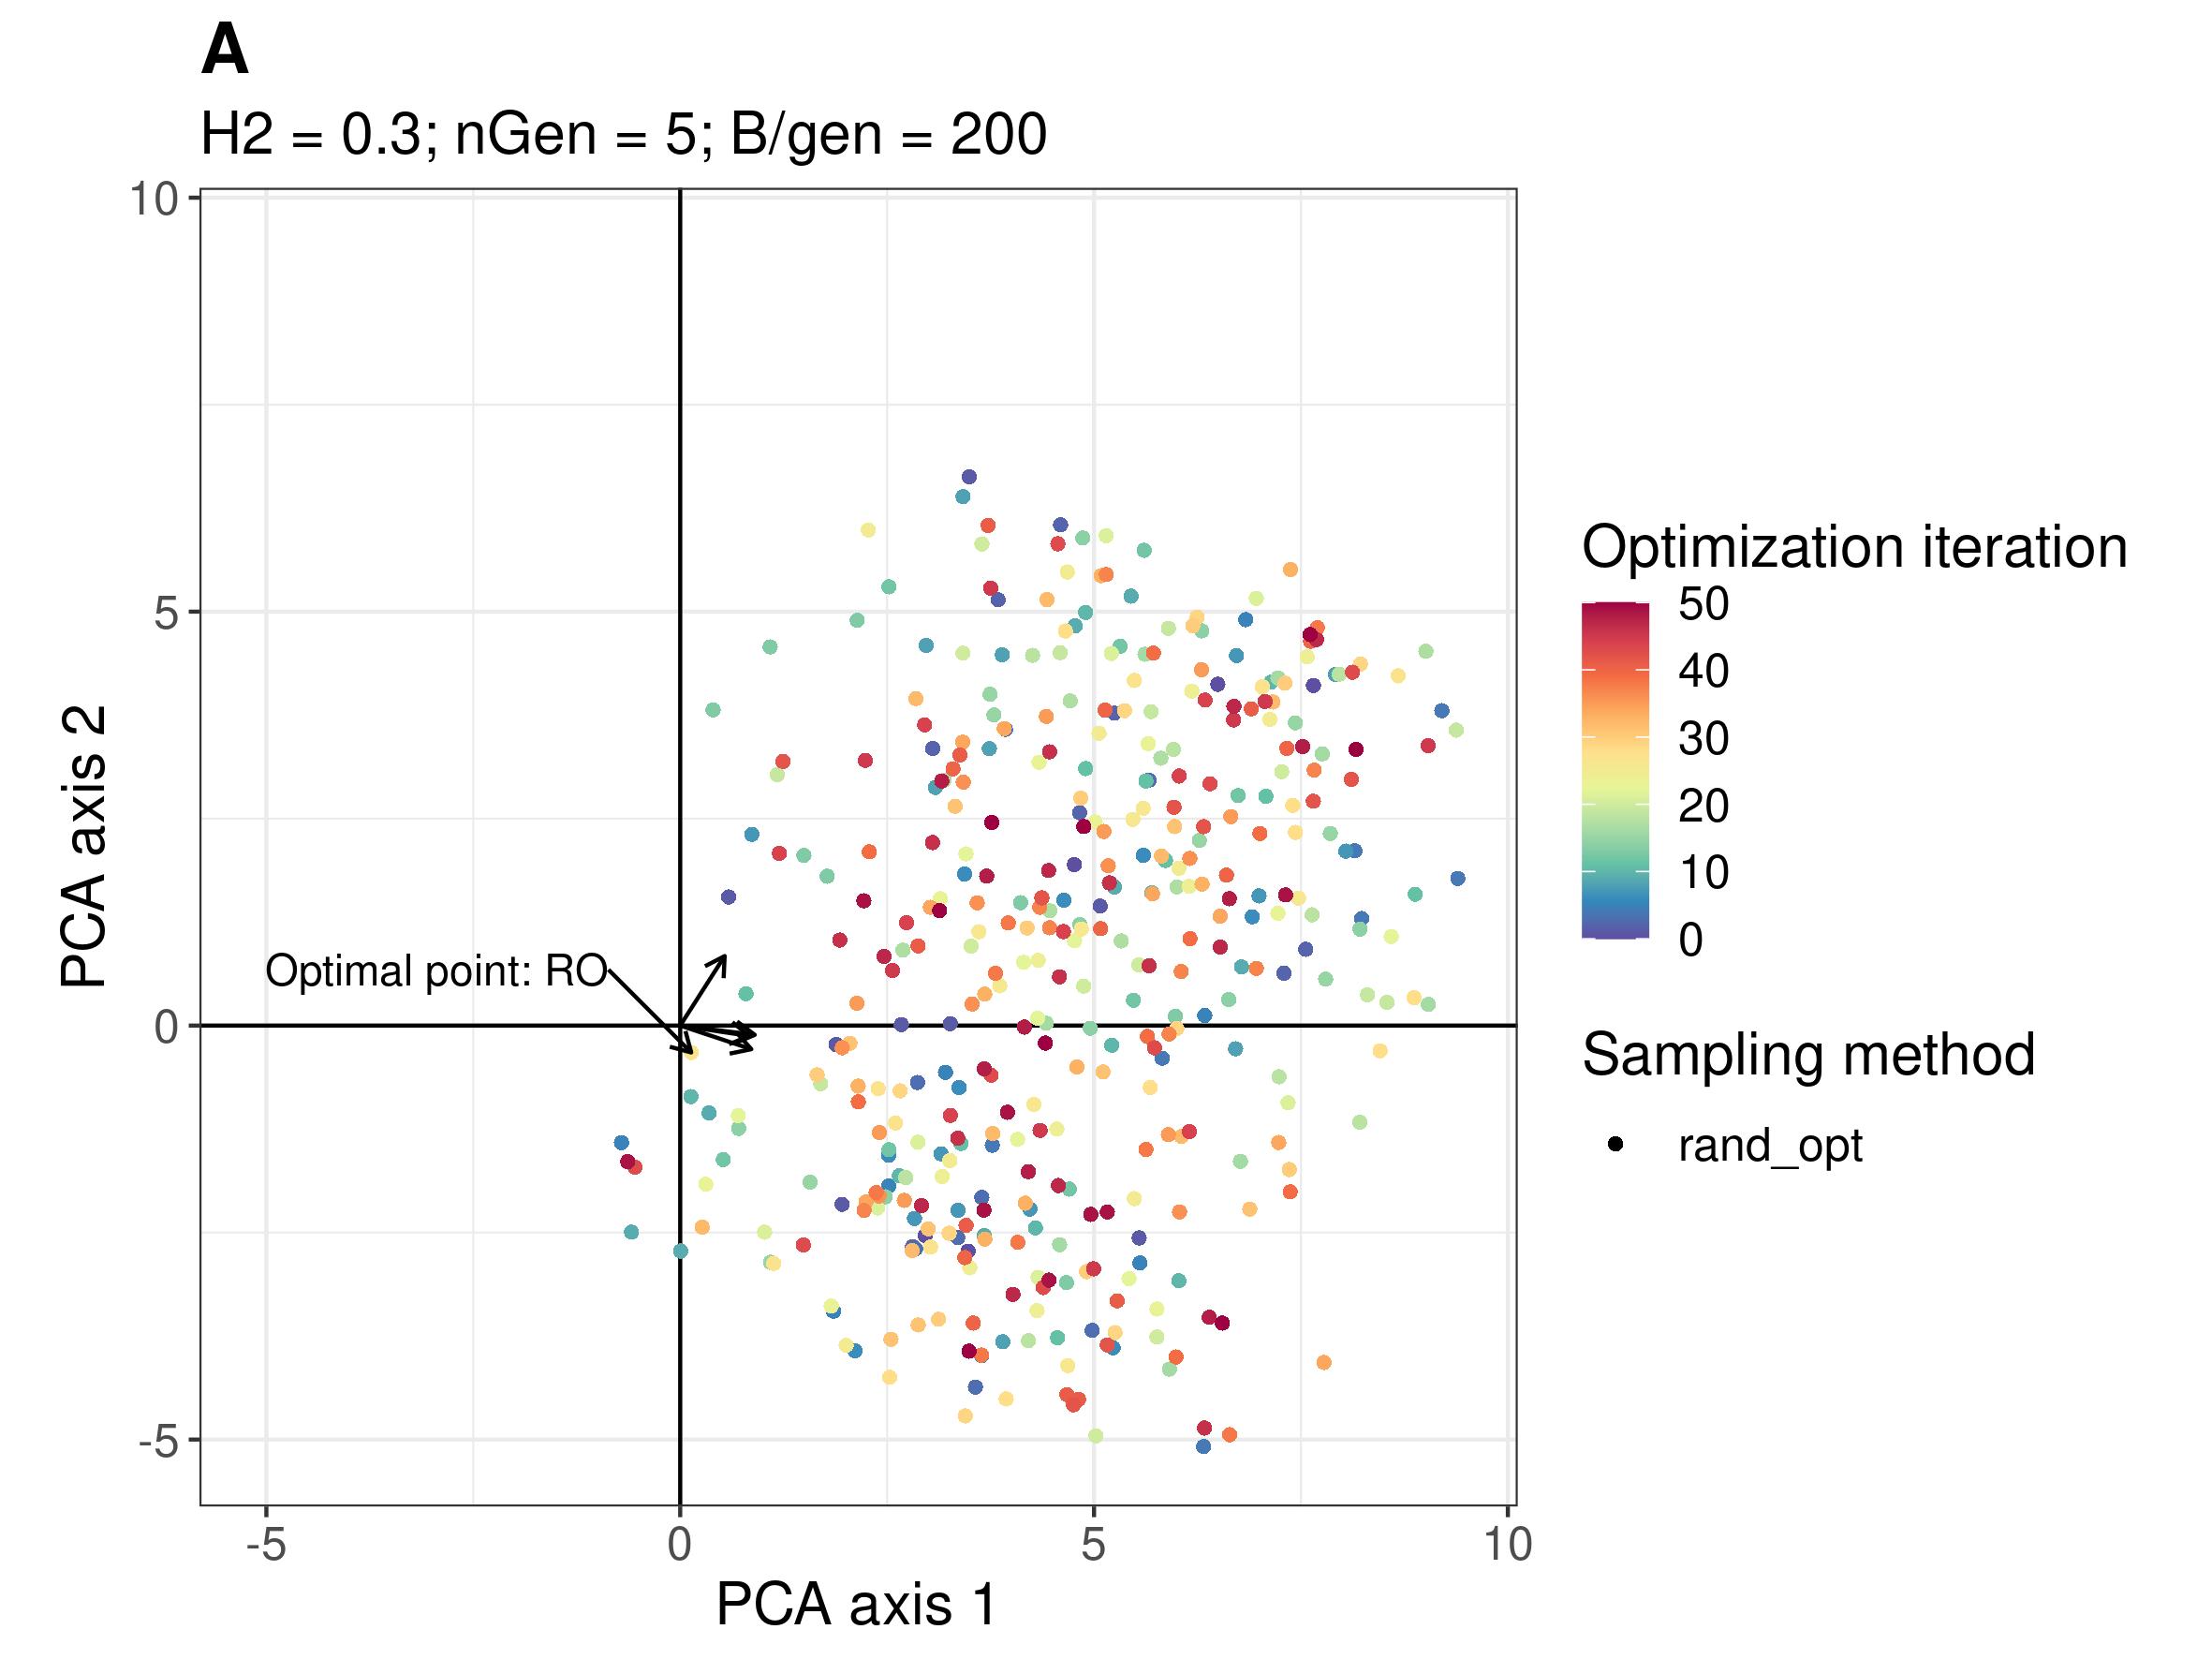 A
H2 = 0.3; nGen = 5; B/gen = 200
10
5
0
-5
PCA axis 2
Optimal point: RO
-5
0
5
10
PCA axis 1
Optimization iteration
50
40
30
20
10
0
Sampling method
rand_opt